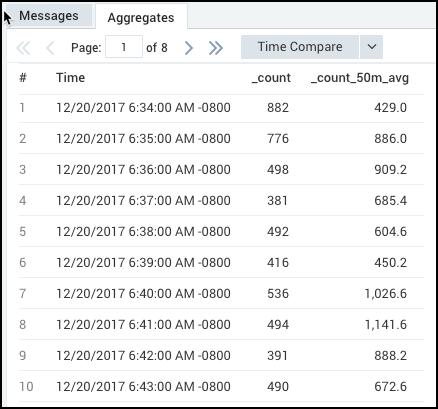 Messages Aggregates
Page: 1 of 8 Time Compare
# Time _count _count_50m_avg
1 12/20/2017 6:34:00 AM -0800 882 429.0
2 12/20/2017 6:35:00 AM -0800 776 886.0
3 12/20/2017 6:36:00 AM -0800 498 909.2
4 12/20/2017 6:37:00 AM -0800 381 685.4
5 12/20/2017 6:38:00 AM -0800 492 604.6
6 12/20/2017 6:39:00 AM -0800 416 450.2
7 12/20/2017 6:40:00 AM -0800 536 1,026.6
8 12/20/2017 6:41:00 AM -0800 494 1,141.6
9 12/20/2017 6:42:00 AM -0800 391 888.2
10 12/20/2017 6:43:00 AM -0800 490 672.6